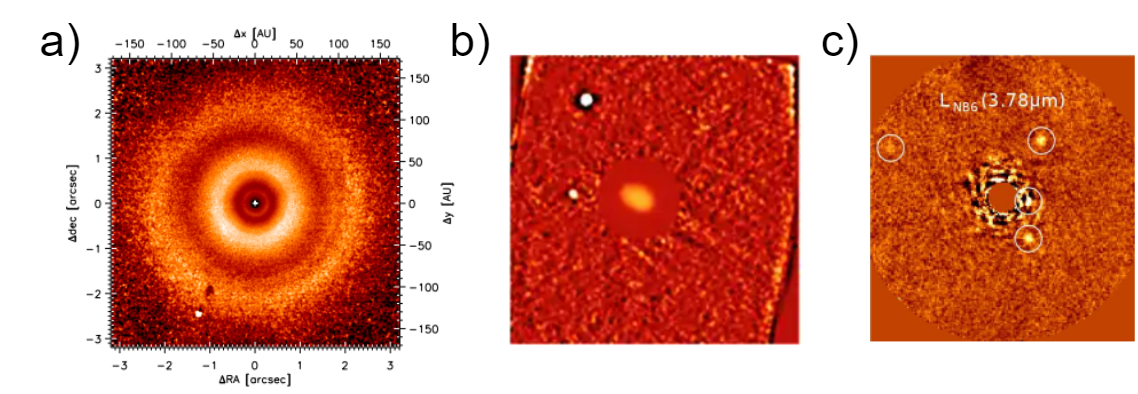 a)
Δx [AU]
-150 -100 -50 0 50 100 150
3
2
1
0
-1
-2
-3
Δdec [arcsec]
150
100
50
0
-50
-100
-150
Δy [AU]
-3 -2 -1 0 1 2 3
ΔRA [arcsec]
b)
c)
L NB6 (3.78μm)